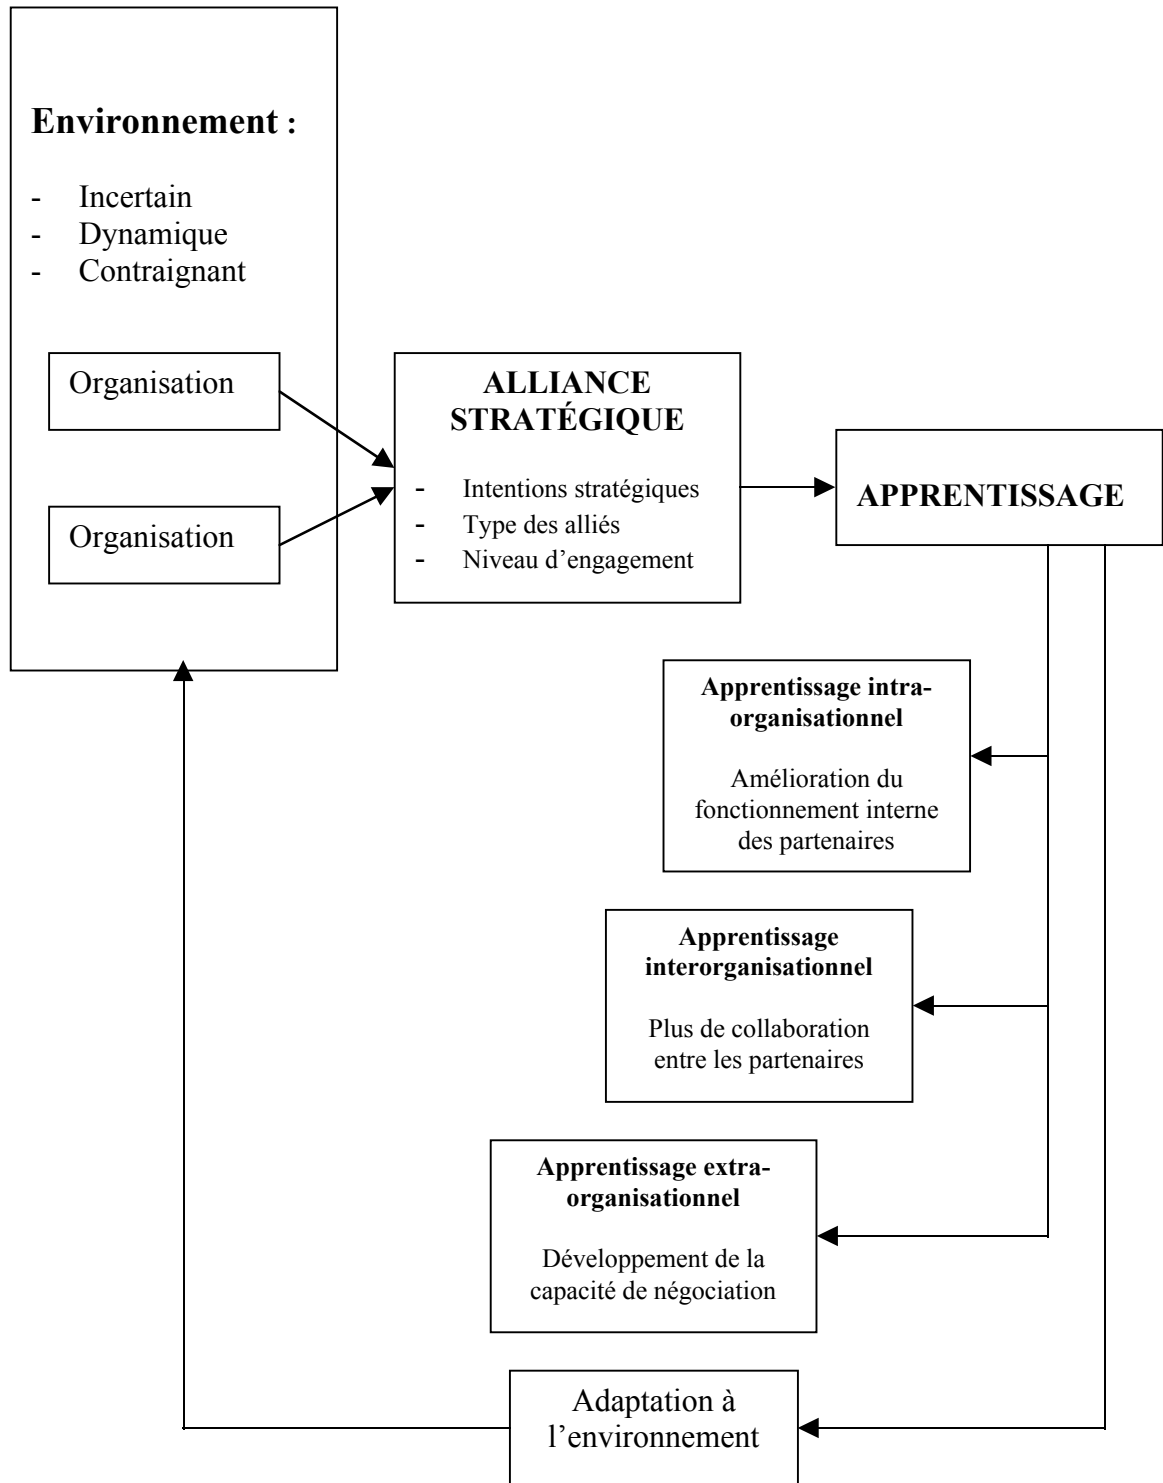 Environnement :
- Incertain
- Dynamique
- Contraignant
Organisation
Organisation
ALLIANCE
STRATÉGIQUE
- Intentions stratégiques
- Type des alliés
- Niveau d’engagement
APPRENTISSAGE
Apprentissage intra-
organisationnel
Amélioration du
fonctionnement interne
des partenaires
Apprentissage
interorganisationnel
Plus de collaboration
entre les partenaires
Apprentissage extra-
organisationnel
Développement de la
capacité de négociation
Adaptation à
l’environnement